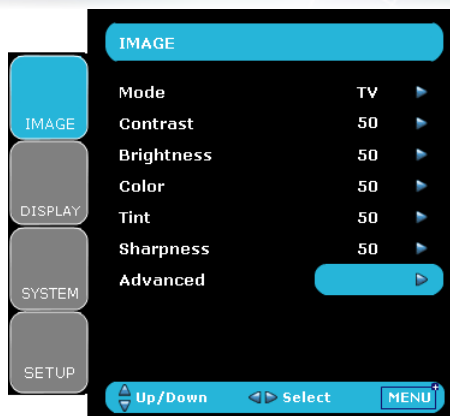 IMAGE
Mode TV
Contrast 50
Brightness 50
Color 50
Tint 50
Sharpness 50
Advanced
IMAGE
DISPLAY
SYSTEM
SETUP
Up/Down Select MENU